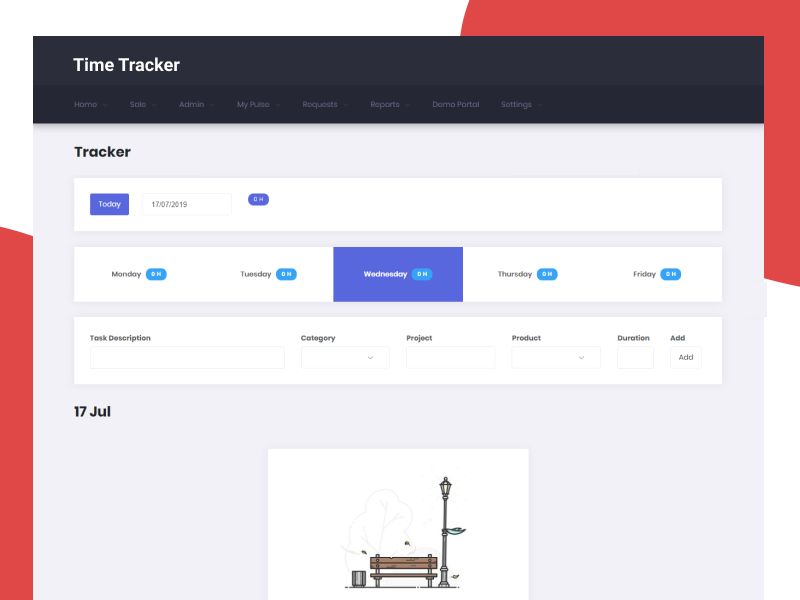 Time Tracker
Home Sale Admin My Pulse Requests Reports Demo Portal Settings
Tracker
Today 17/07/2019 0 H
Monday 0 H Tuesday 0 H Wednesday 0 H Thursday 0 H Friday 0 H
Task Description Category Project Product Duration Add
Add
17 Jul